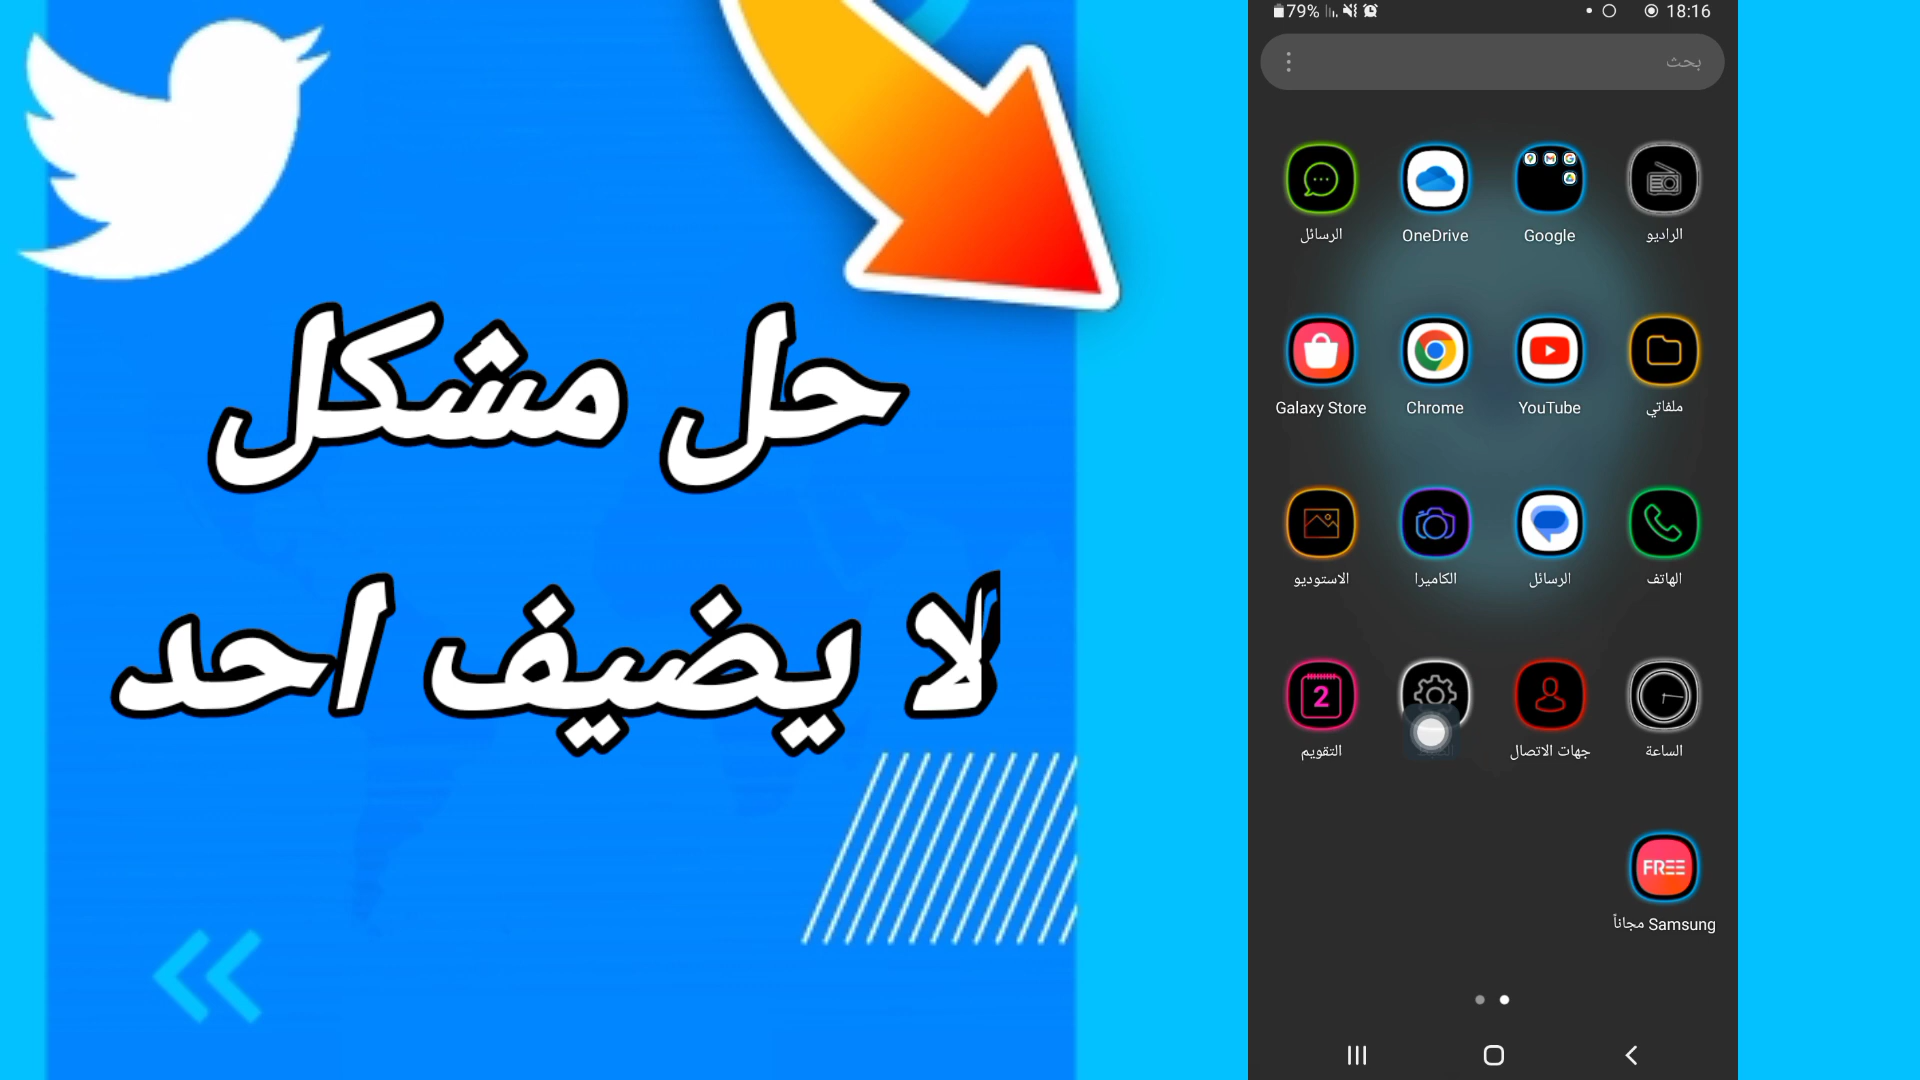 حل مشكل
لا يضيف احد
79%
18:16
بحث
الراديو
Google
OneDrive
الرسائل
ملفاتي
YouTube
Chrome
Galaxy Store
الهاتف
الرسائل
الكاميرا
الاستوديو
الساعة
جهات الاتصال
2
التقويم
FREE
Samsung مجاناً